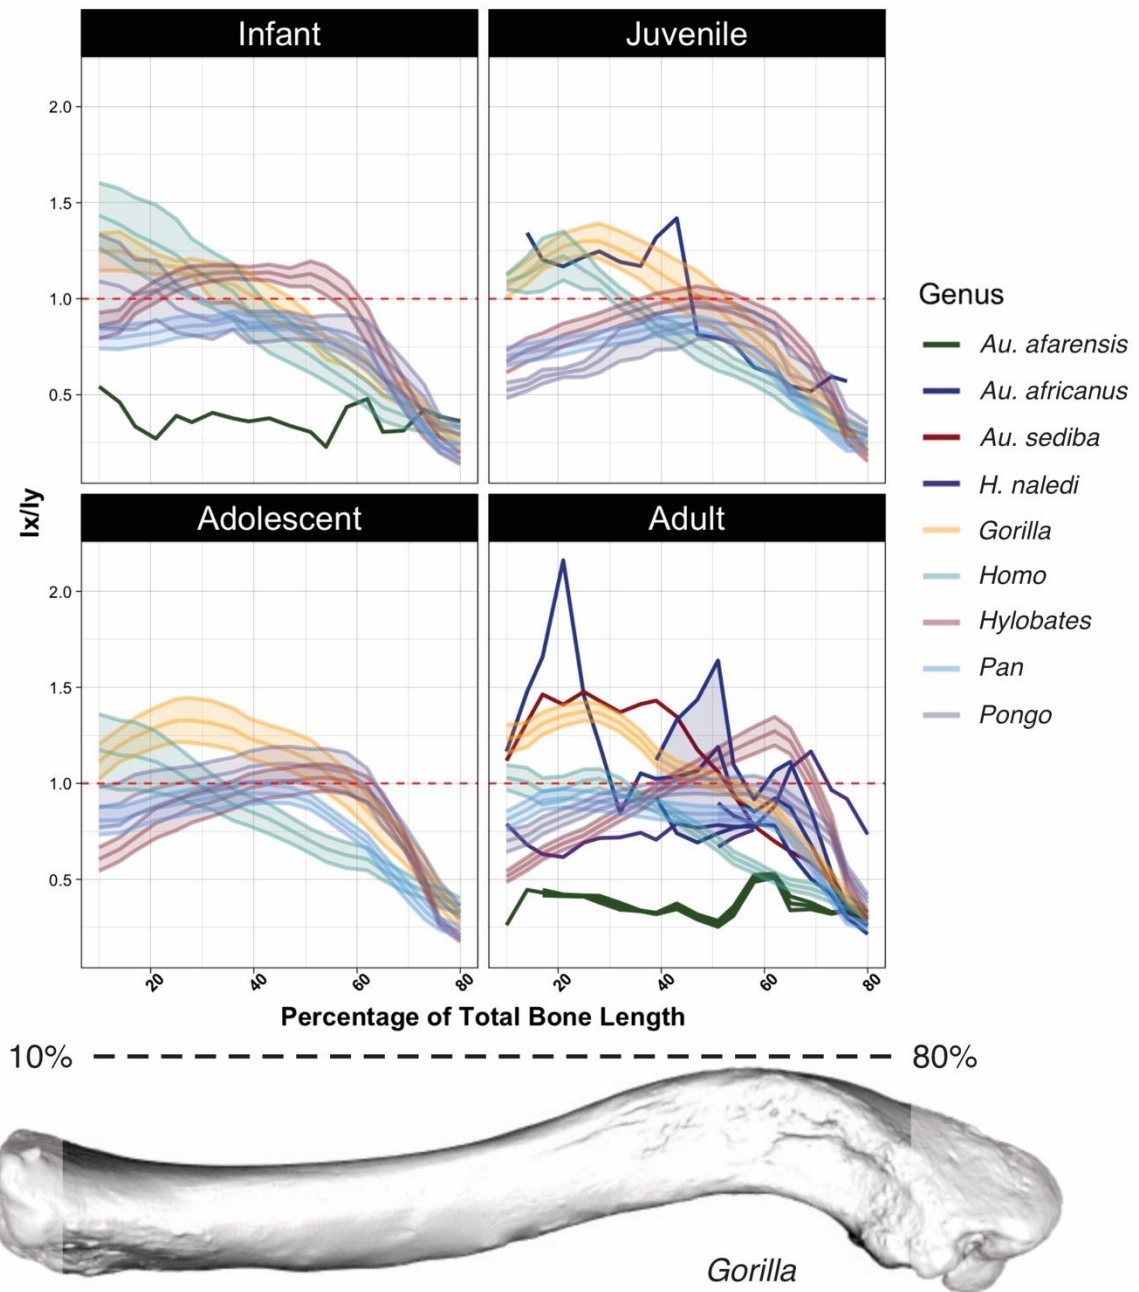 Infant
Juvenile
2.0
1.5
1.0
0.5
Genus
Au. afarensis
Au. africanus
Au. sediba
H. naledi
Gorilla
Homo
Hylobates
Pan
Pongo
Ix/Iy
Adolescent
Adult
2.0
1.5
1.0
0.5
20 40 60 80 20 40 60 80
Percentage of Total Bone Length
10% 80%
Gorilla